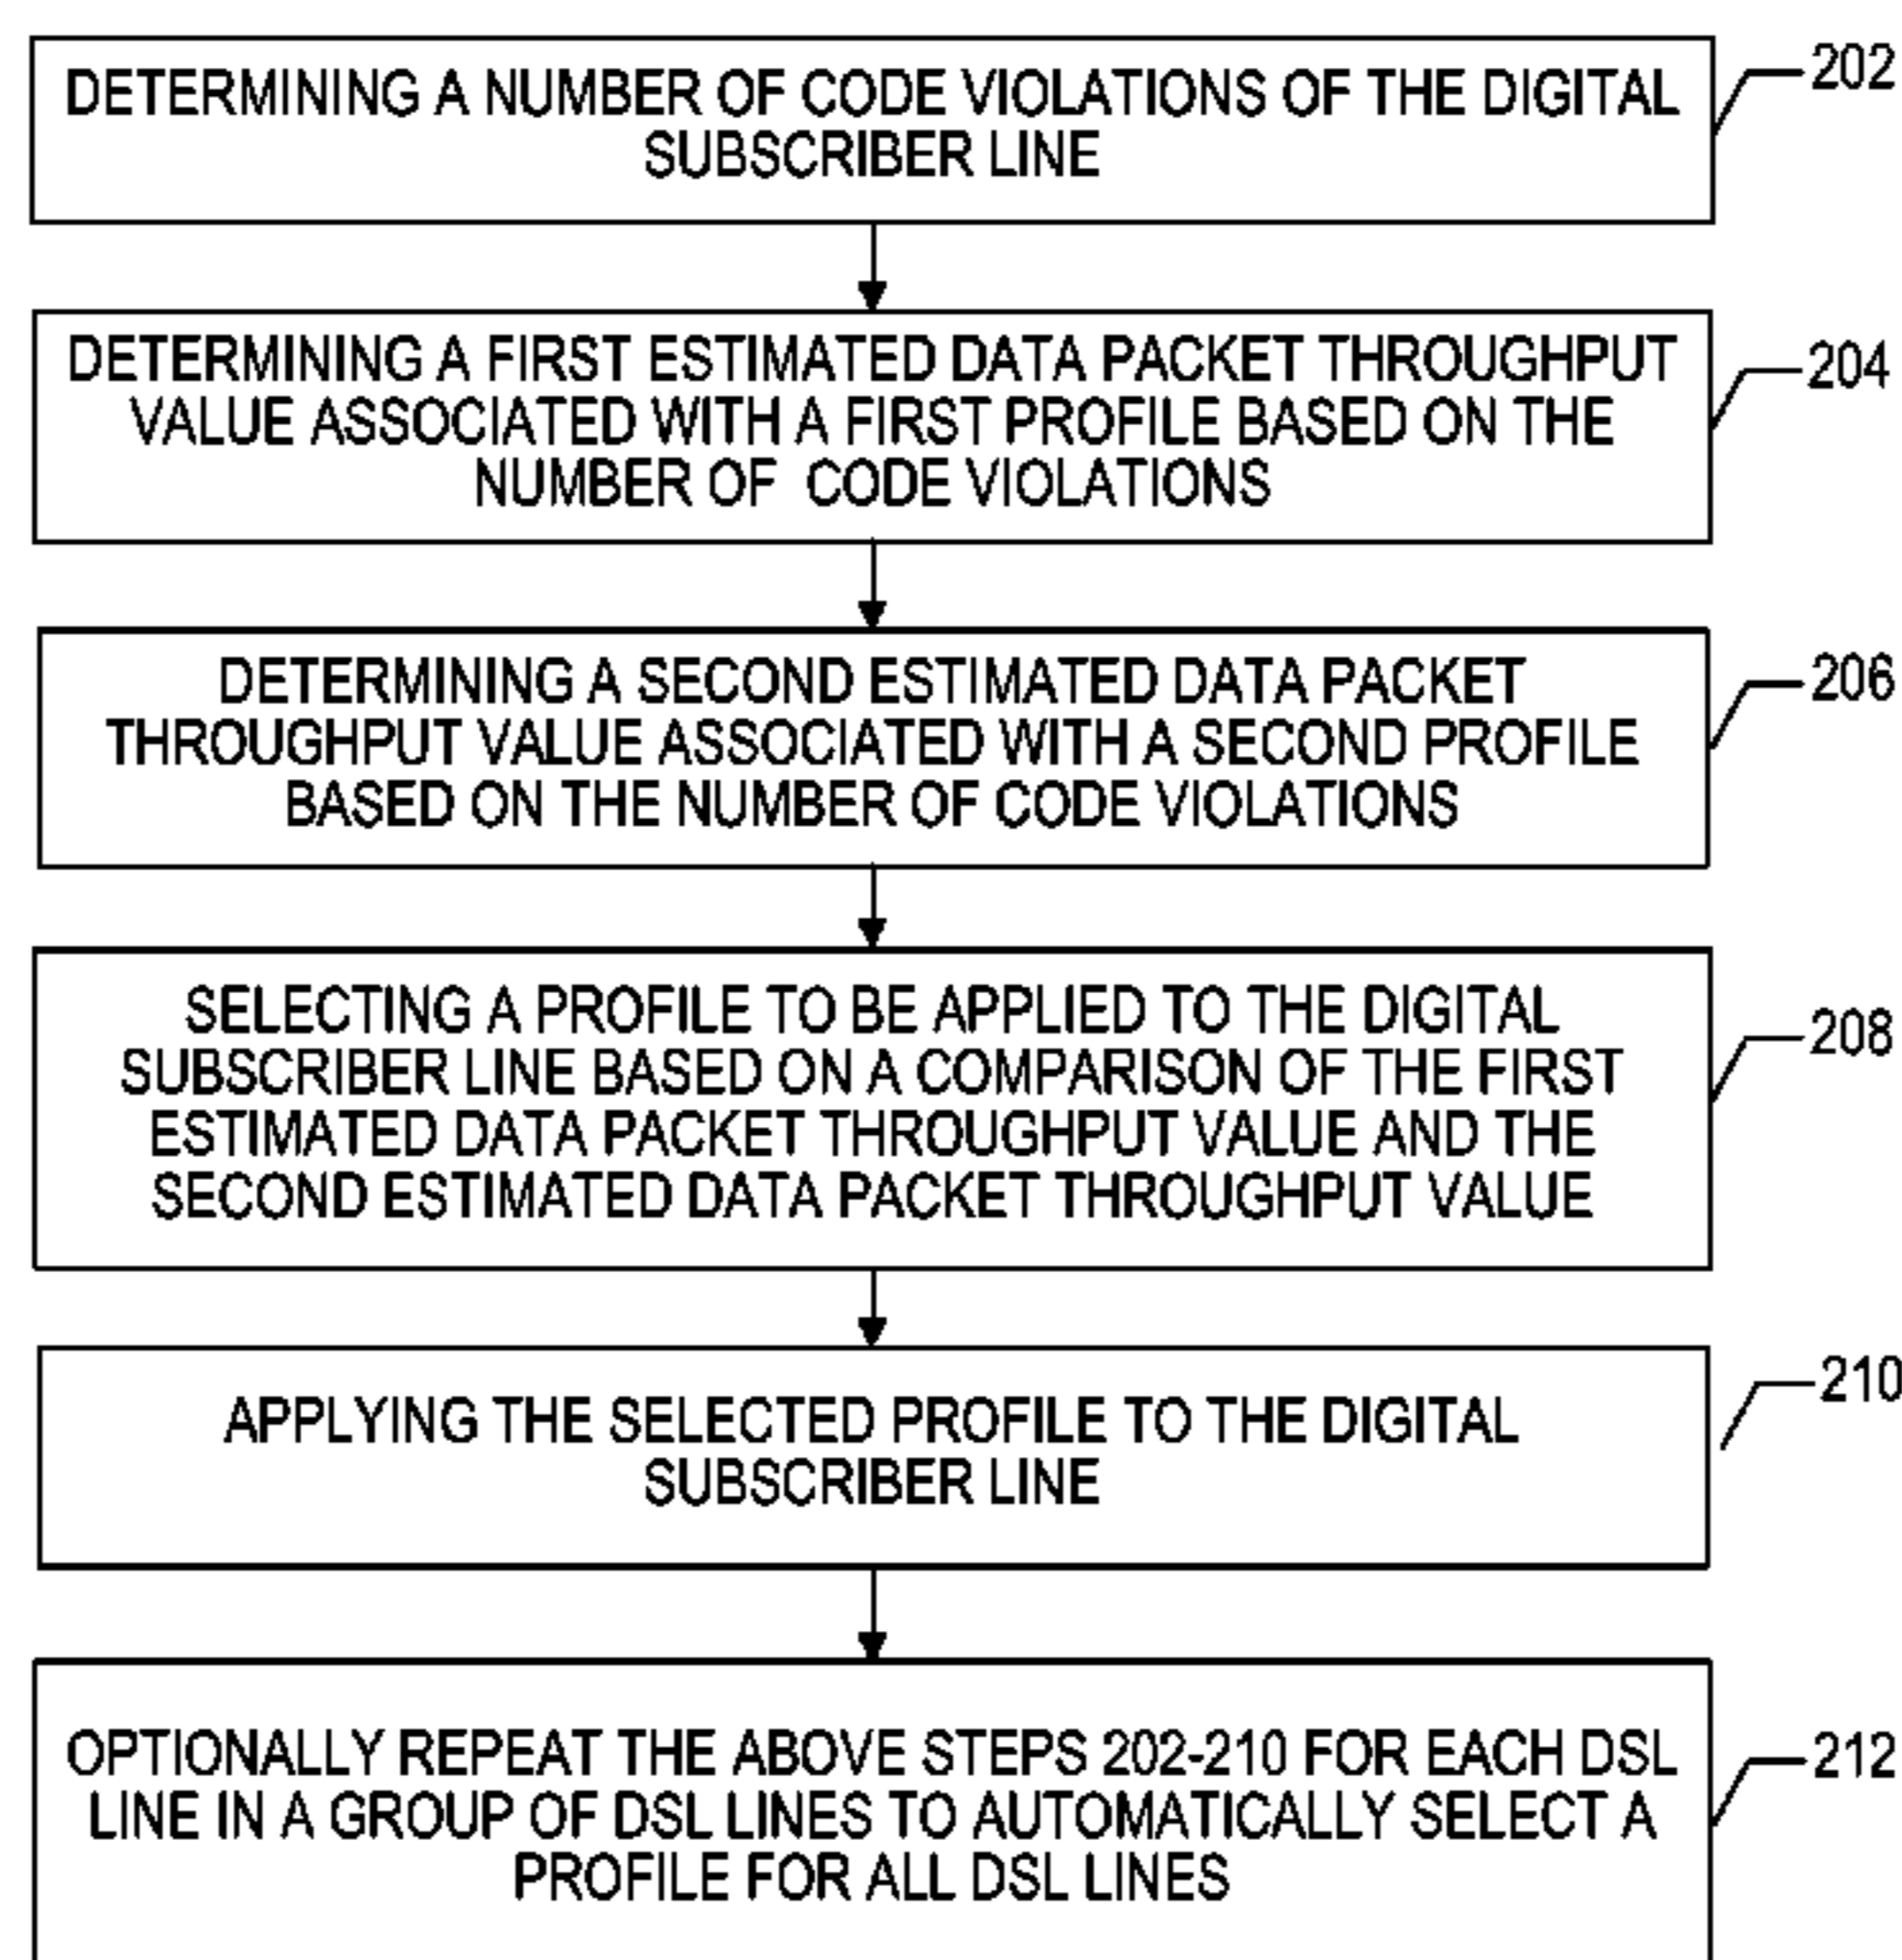 DETERMINING A NUMBER OF CODE VIOLATIONS OF THE DIGITAL
SUBSCRIBER LINE
202
DETERMINING A FIRST ESTIMATED DATA PACKET THROUGHPUT
VALUE ASSOCIATED WITH A FIRST PROFILE BASED ON THE
NUMBER OF CODE VIOLATIONS
204
DETERMINING A SECOND ESTIMATED DATA PACKET
THROUGHPUT VALUE ASSOCIATED WITH A SECOND PROFILE
BASED ON THE NUMBER OF CODE VIOLATIONS
206
SELECTING A PROFILE TO BE APPLIED TO THE DIGITAL
SUBSCRIBER LINE BASED ON A COMPARISON OF THE FIRST
ESTIMATED DATA PACKET THROUGHPUT VALUE AND THE
SECOND ESTIMATED DATA PACKET THROUGHPUT VALUE
208
APPLYING THE SELECTED PROFILE TO THE DIGITAL
SUBSCRIBER LINE
210
OPTIONALLY REPEAT THE ABOVE STEPS 202-210 FOR EACH DSL
LINE IN A GROUP OF DSL LINES TO AUTOMATICALLY SELECT A
PROFILE FOR ALL DSL LINES
212